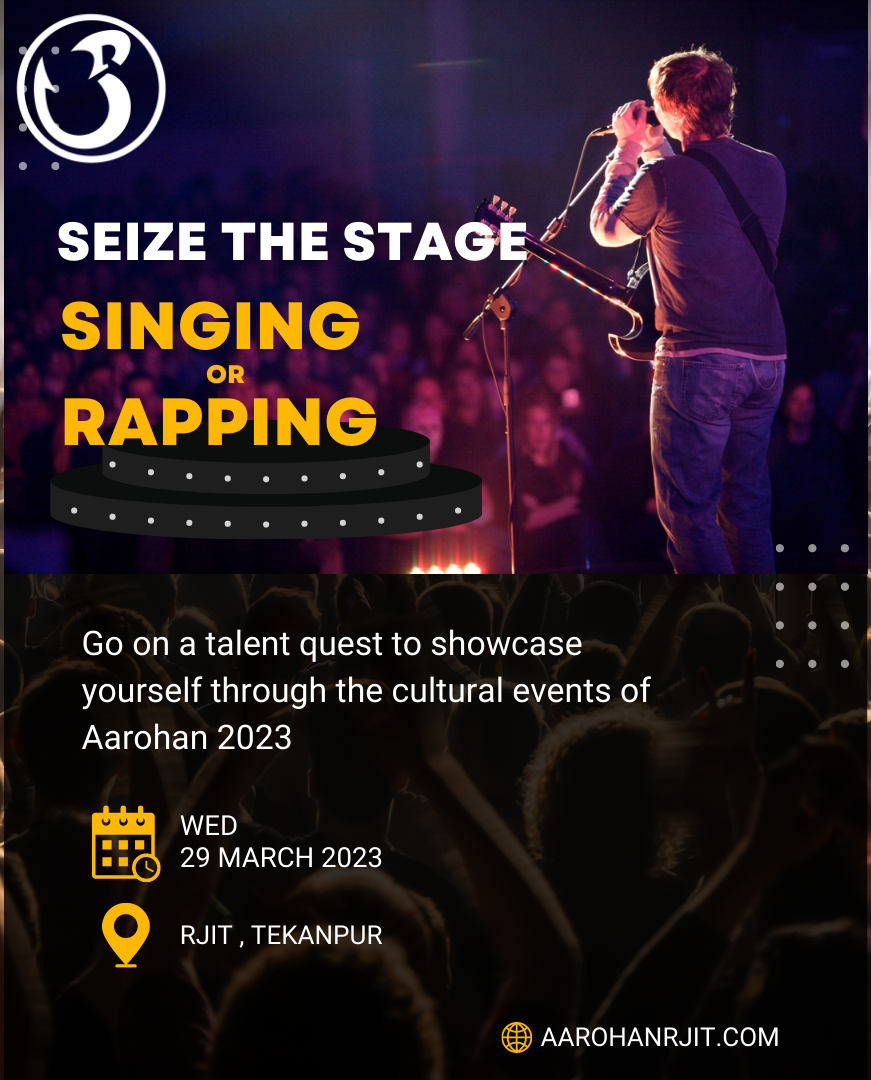 SEIZE THE STAGE
SINGING
OR
RAPPING
Go on a talent quest to showcase
yourself through the cultural events of
Aarohan 2023
WED
29 MARCH 2023
RJIT , TEKANPUR
AAROHANRJIT.COM